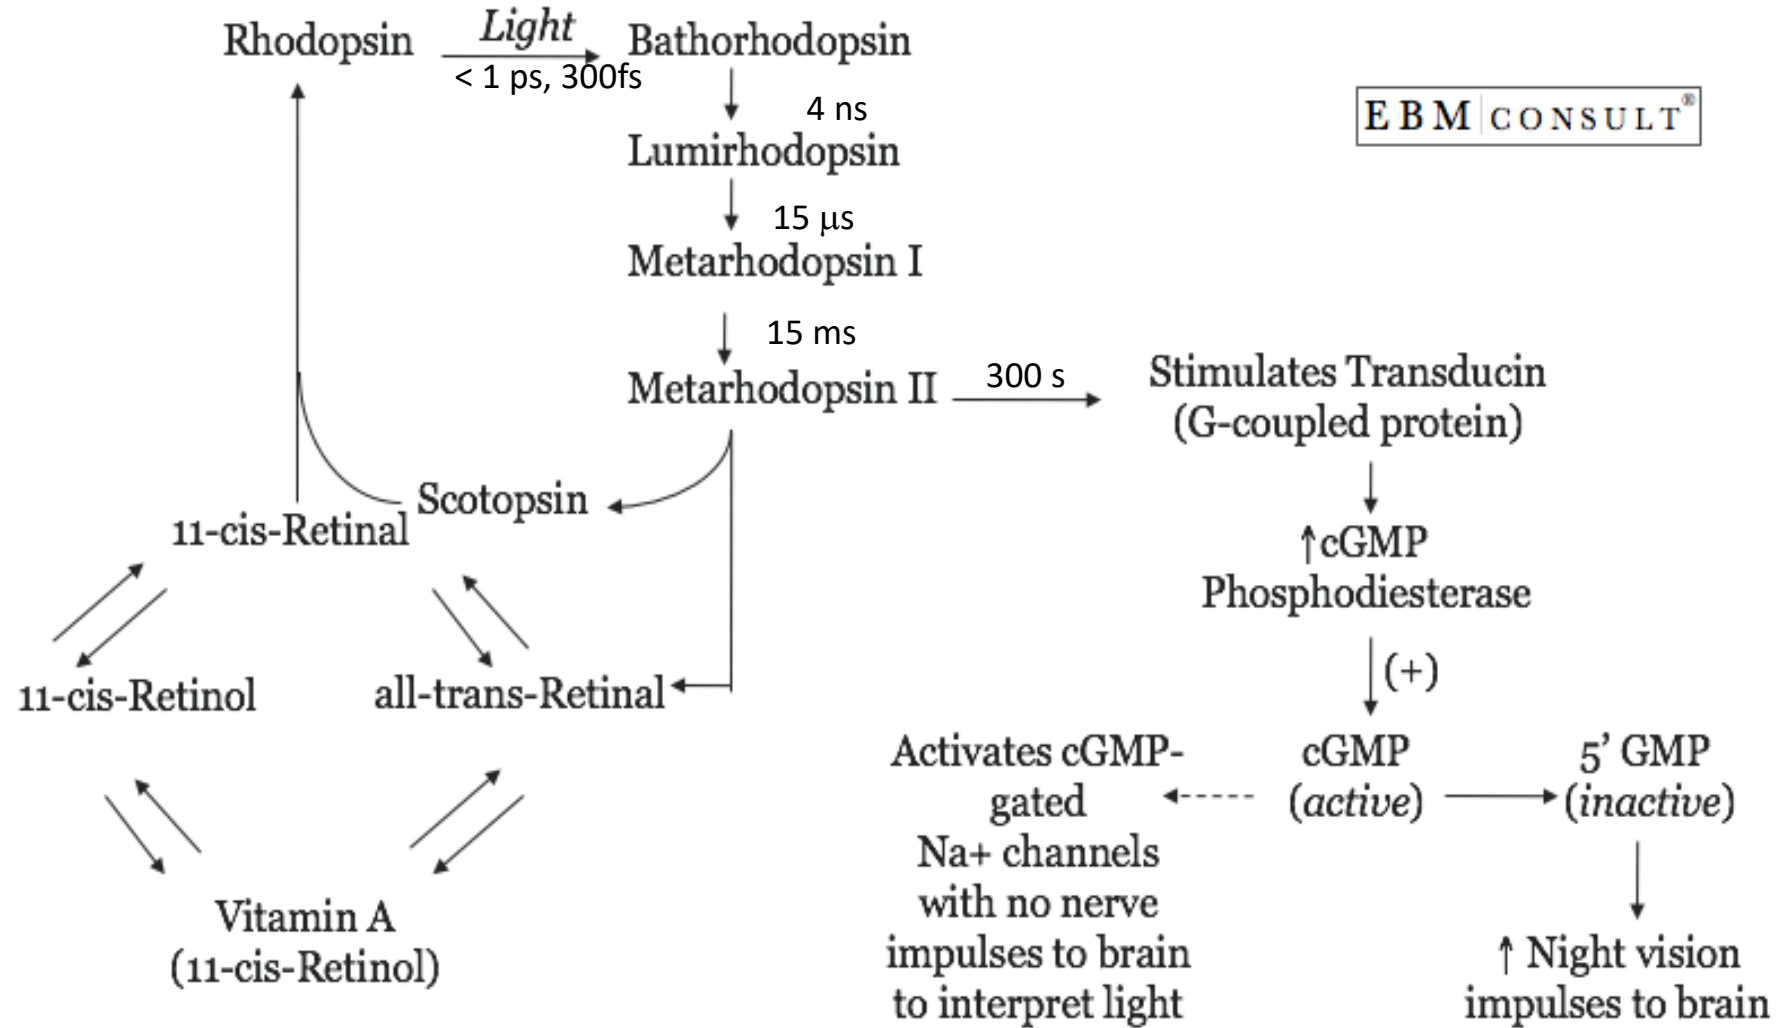 Rhodopsin
Light
< 1 ps, 300fs
Bathorhodopsin
4 ns
Lumirhodopsin
EBM CONSULT®
15 μs
Metarhodopsin I
15 ms
Metarhodopsin II
300 s
Stimulates Transducin
(G-coupled protein)
Scotopsin
11-cis-Retinal
↑cGMP
Phosphodiesterase
(+)
11-cis-Retinol
all-trans-Retinal
Activates cGMP-
gated
Na+ channels
with no nerve
impulses to brain
to interpret light
cGMP
(active)
5’ GMP
(inactive)
Vitamin A
(11-cis-Retinol)
↑ Night vision
impulses to brain